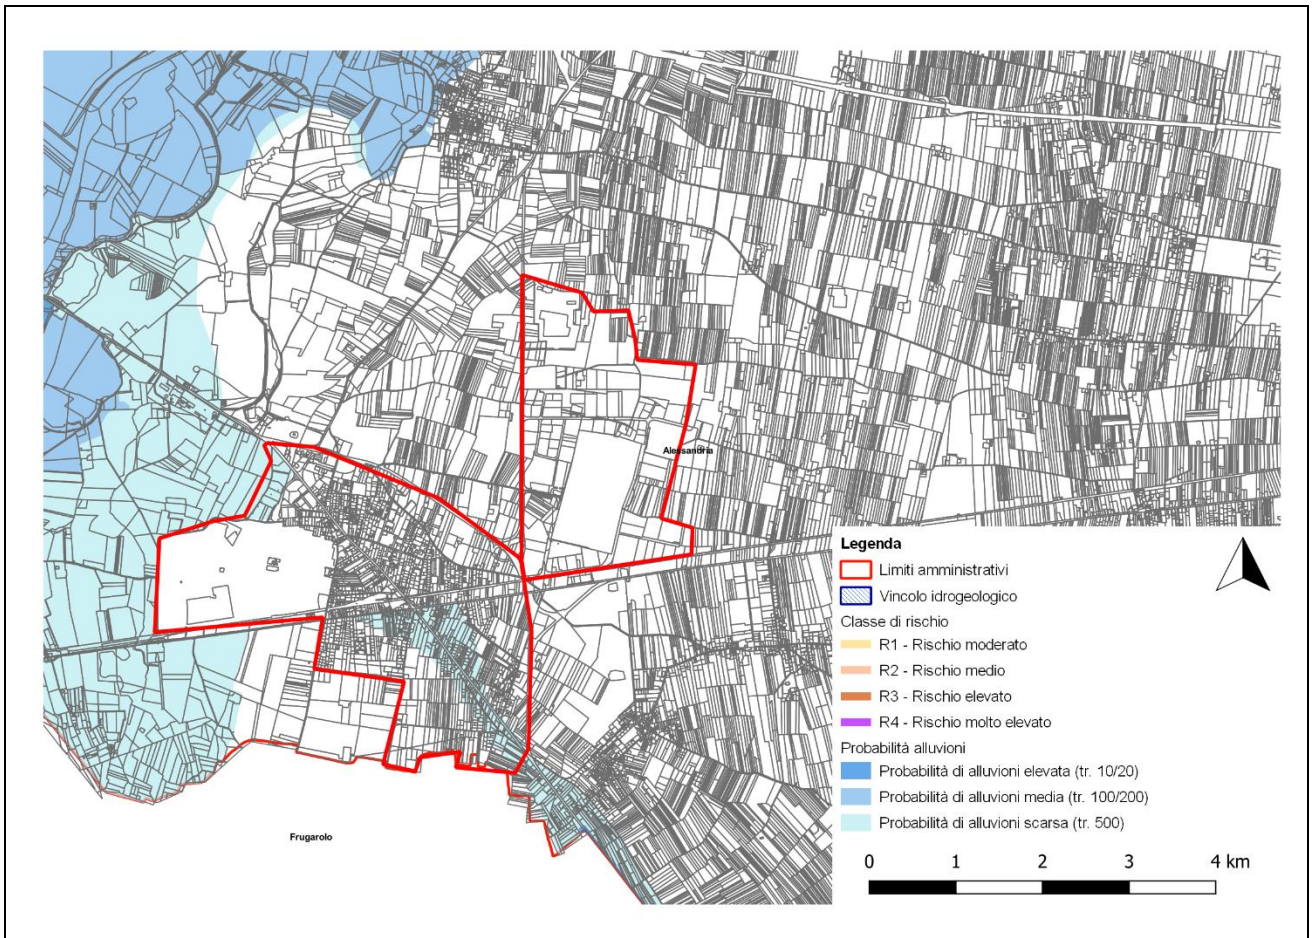 Alessandria
Legenda
Limiti amministrativi
Vincolo idrogeologico
Classe di rischio
R1 - Rischio moderato
R2 - Rischio medio
R3 - Rischio elevato
R4 - Rischio molto elevato
Probabilità alluvioni
Probabilità di alluvioni elevata (tr. 10/20)
Probabilità di alluvioni media (tr. 100/200)
Probabilità di alluvioni scarsa (tr. 500)
Frugarolo
0 1 2 3 4 km